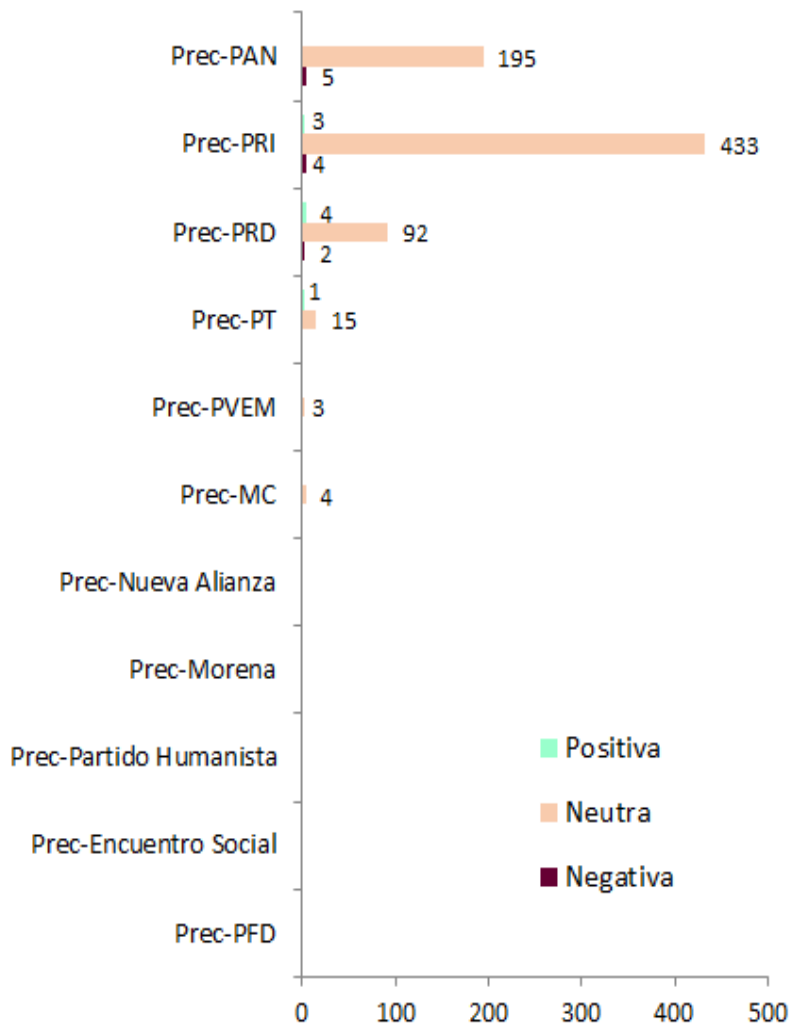 Prec-PAN
195
5
Prec-PRI
3
433
4
Prec-PRD
4
92
2
Prec-PT
1
15
Prec-PVEM
3
Prec-MC
4
Prec-Nueva Alianza
Prec-Morena
Prec-Partido Humanista
Prec-Encuentro Social
Prec-PFD
Positiva
Neutra
Negativa
0 100 200 300 400 500